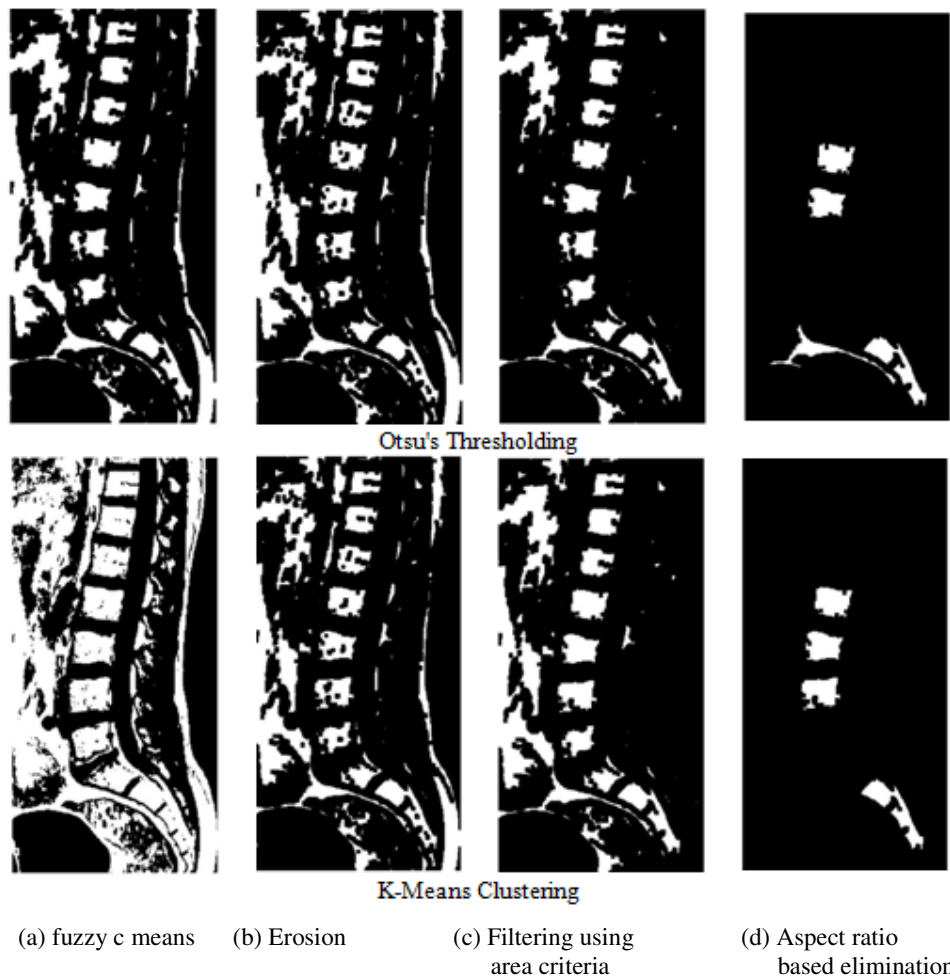 Otsu's Thresholding
K-Means Clustering
(a) fuzzy c means (b) Erosion (c) Filtering using (d) Aspect ratio
area criteria based elimination